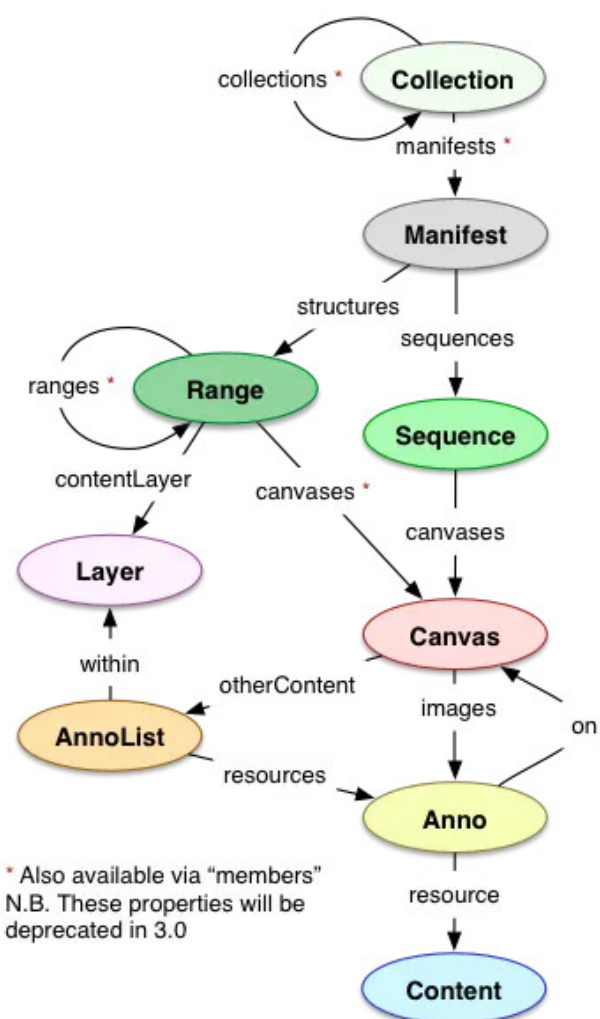 collections *
Collection
manifests *
Manifest
structures
sequences
ranges *
Range
Sequence
contentLayer
canvases *
canvases
Layer
Canvas
within
otherContent
images
on
AnnoList
resources
Anno
* Also available via “members”
N.B. These properties will be
deprecated in 3.0
resource
Content